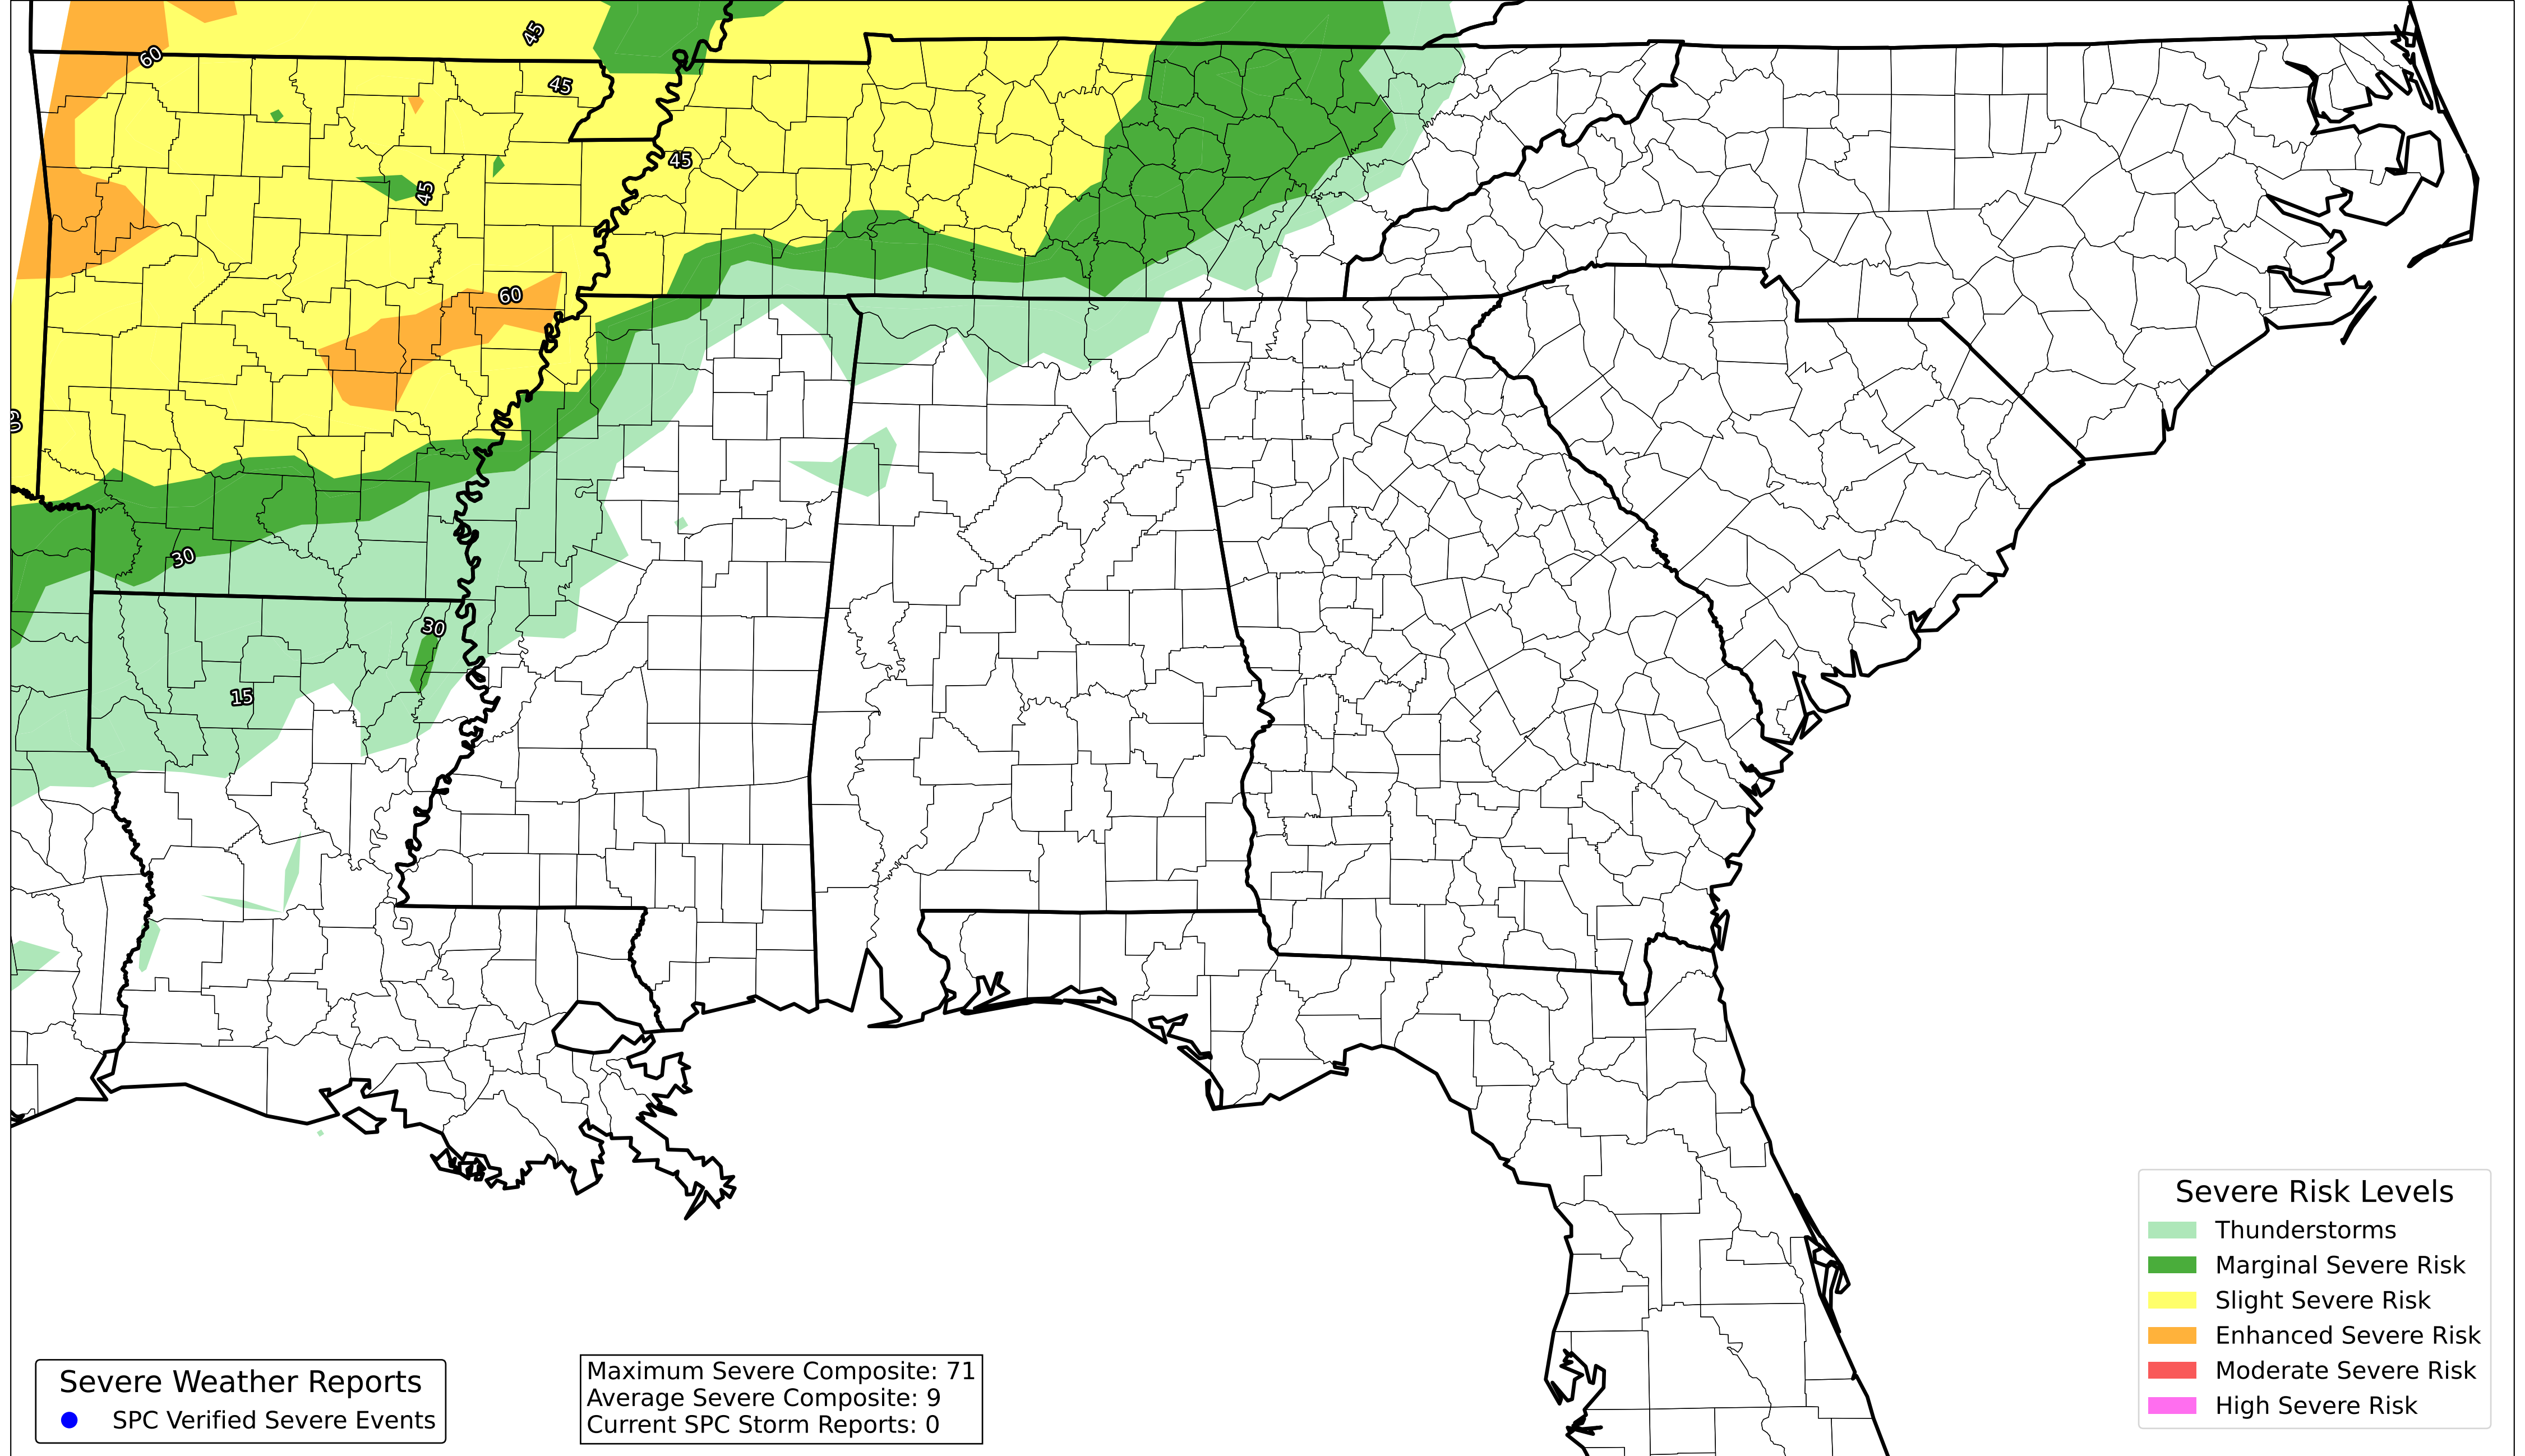 45
60
45
45
45
60
30
30
15
Severe Risk Levels
Thunderstorms
Marginal Severe Risk
Slight Severe Risk
Enhanced Severe Risk
Moderate Severe Risk
High Severe Risk
Severe Weather Reports
SPC Verified Severe Events
Maximum Severe Composite: 71
Average Severe Composite: 9
Current SPC Storm Reports: 0